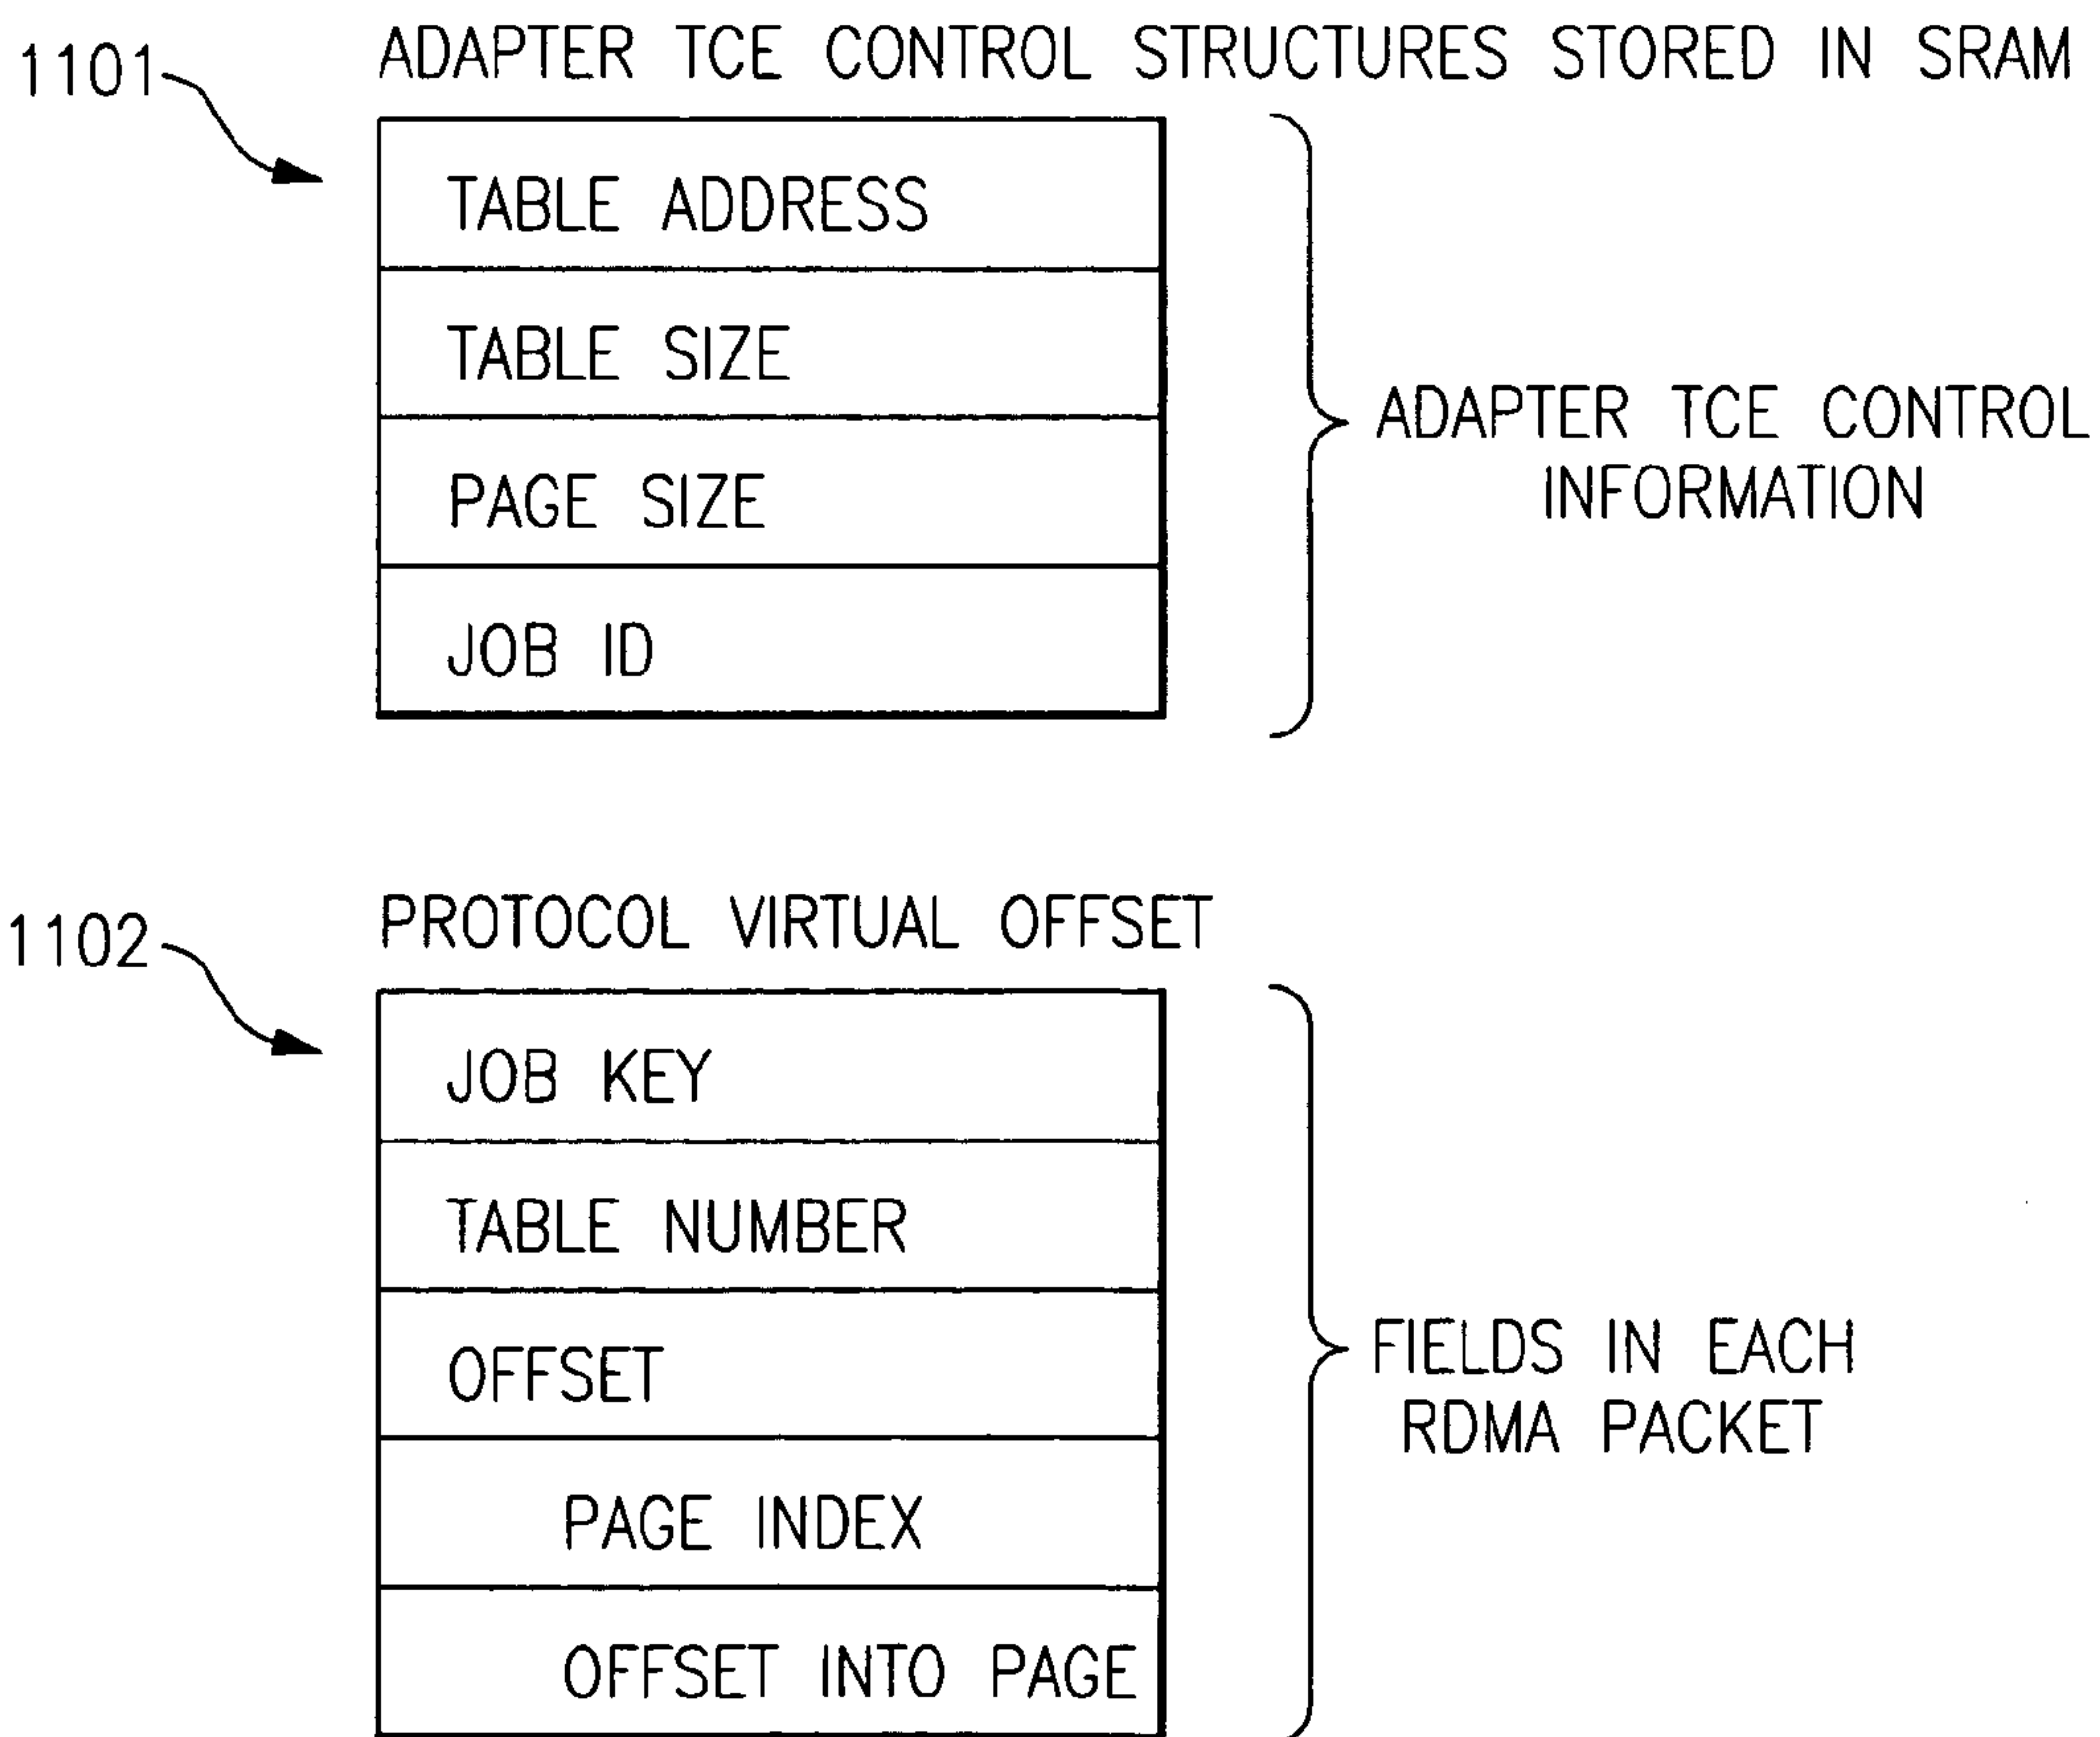 1101
ADAPTER TCE CONTROL STRUCTURES STORED IN SRAM
TABLE ADDRESS
TABLE SIZE
PAGE SIZE
JOB ID
ADAPTER TCE CONTROL
INFORMATION
1102
PROTOCOL VIRTUAL OFFSET
JOB KEY
TABLE NUMBER
OFFSET
PAGE INDEX
OFFSET INTO PAGE
FIELDS IN EACH
RDMA PACKET